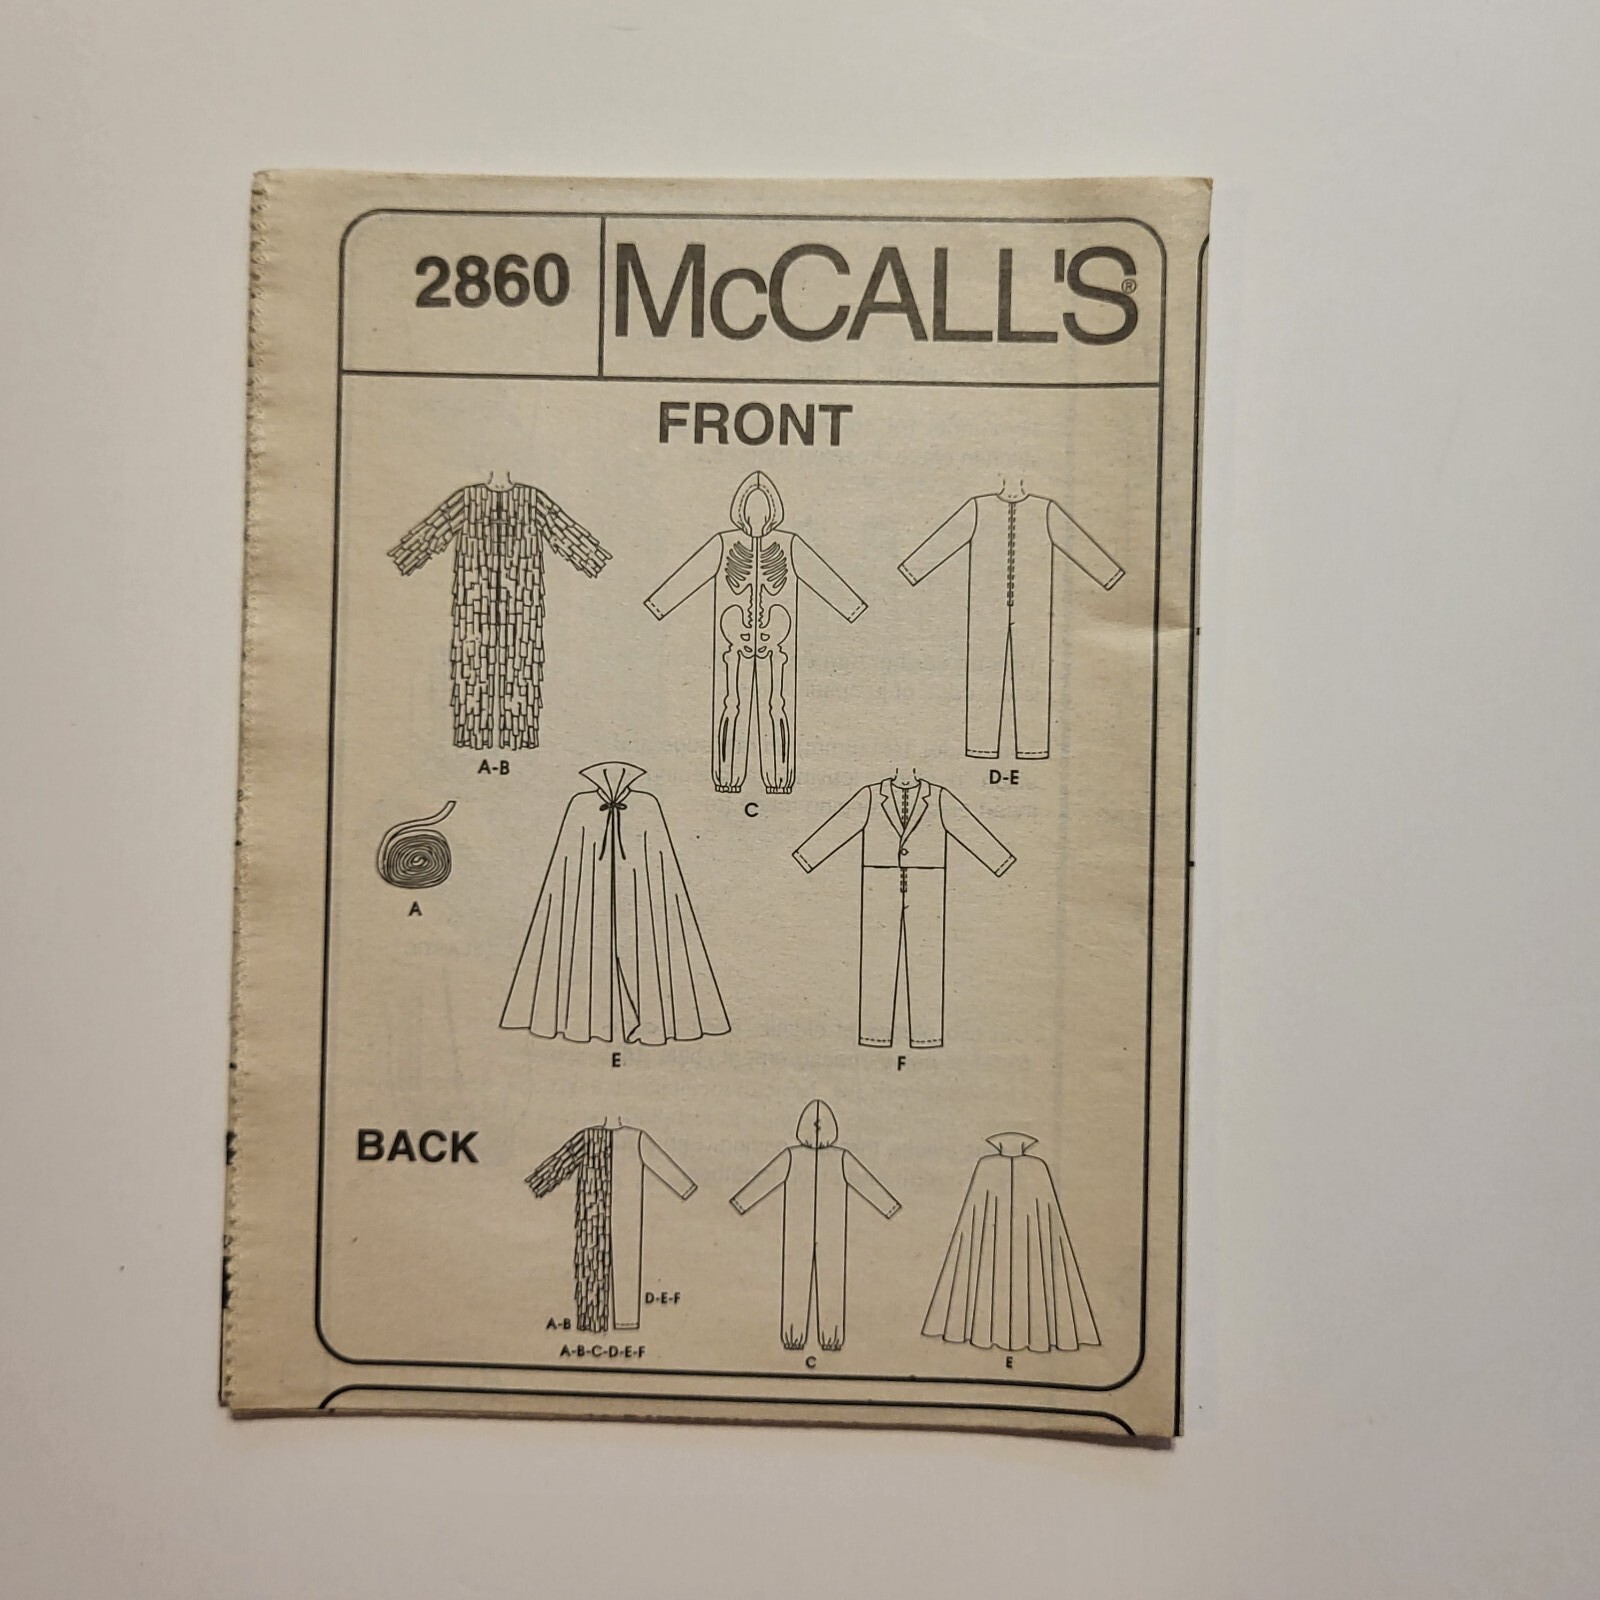 2860
McCALL'S®
FRONT
A-B
C
D-E
A
E
F
BACK
A-B
D-E-F
A-B-C-D-E-F
C
E